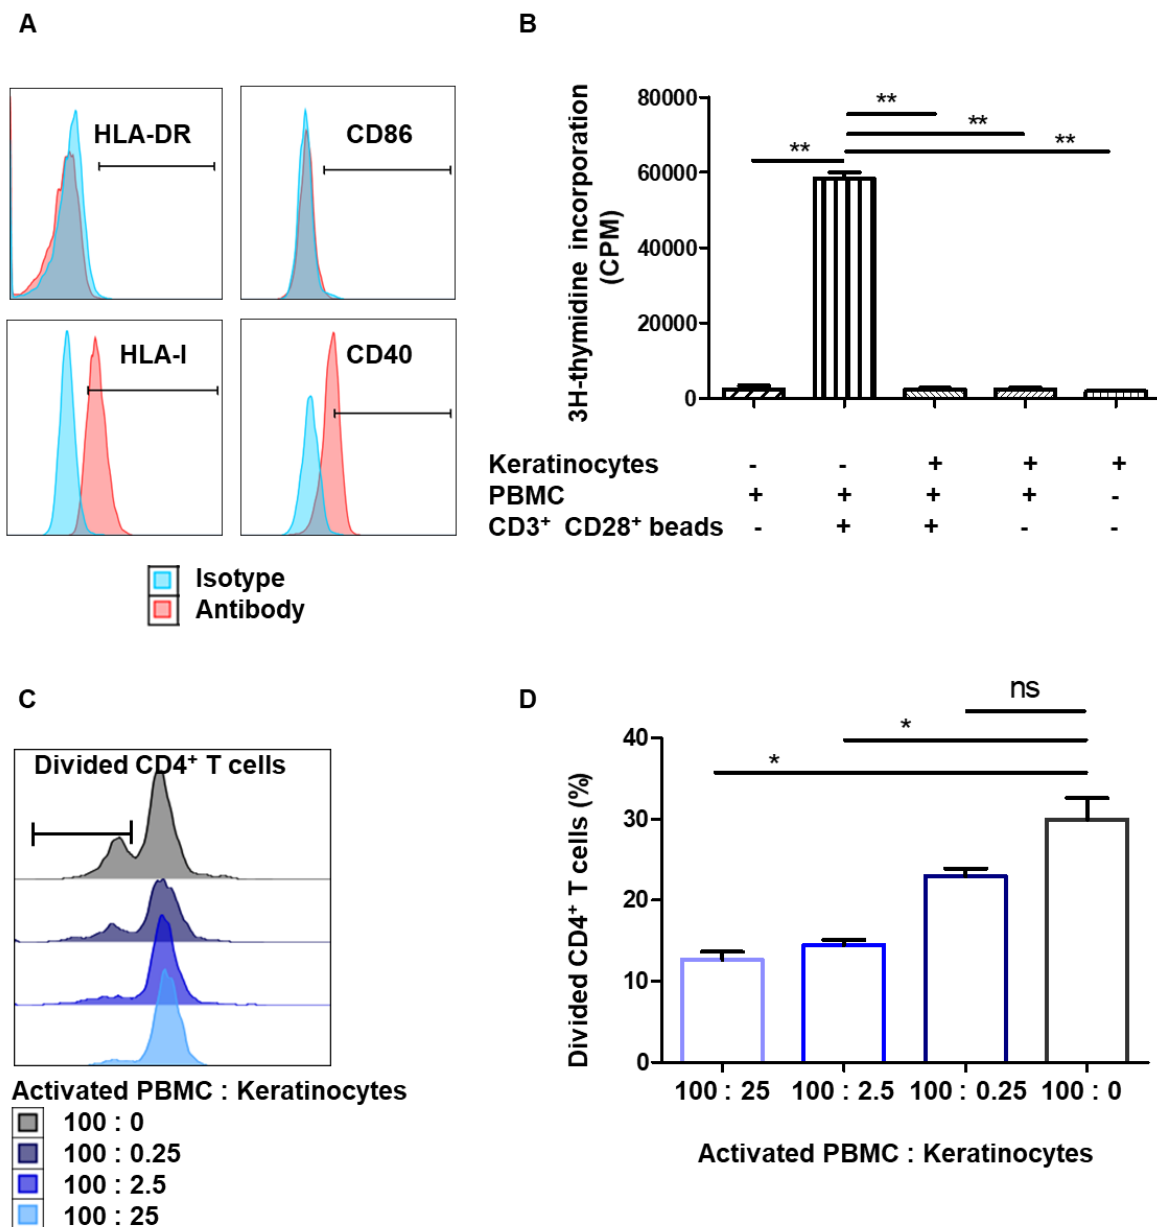 A
HLA-DR
CD86
HLA-I
CD40
Isotype
Antibody
B
3H-thymidine incorporation
(CPM)
80000
60000
40000
20000
0
**
**
**
**
Keratinocytes - - + + +
PBMC + + + + -
CD3⁺ CD28⁺ beads - + + - -
C
Divided CD4⁺ T cells
Activated PBMC : Keratinocytes
100 : 0
100 : 0.25
100 : 2.5
100 : 25
D
ns
*
*
Divided CD4⁺ T cells (%)
40
30
20
10
0
100 : 25 100 : 2.5 100 : 0.25 100 : 0
Activated PBMC : Keratinocytes